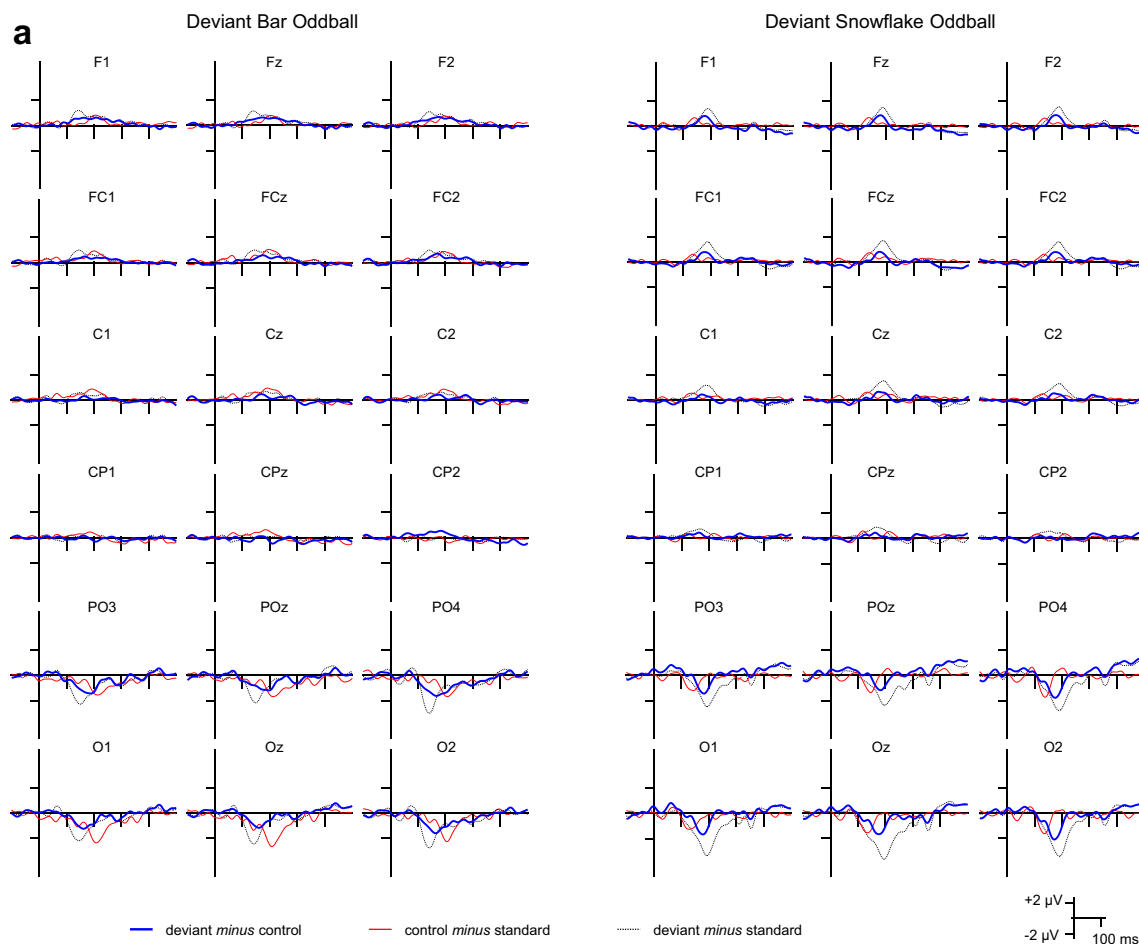 a
Deviant Bar Oddball
Deviant Snowflake Oddball
F1 Fz F2 F1 Fz F2
FC1 FCz FC2 FC1 FCz FC2
C1 Cz C2 C1 Cz C2
CP1 CPz CP2 CP1 CPz CP2
PO3 POz PO4 PO3 POz PO4
O1 Oz O2 O1 Oz O2
+2 µV
-2 µV
100 ms
deviant minus control control minus standard deviant minus standard